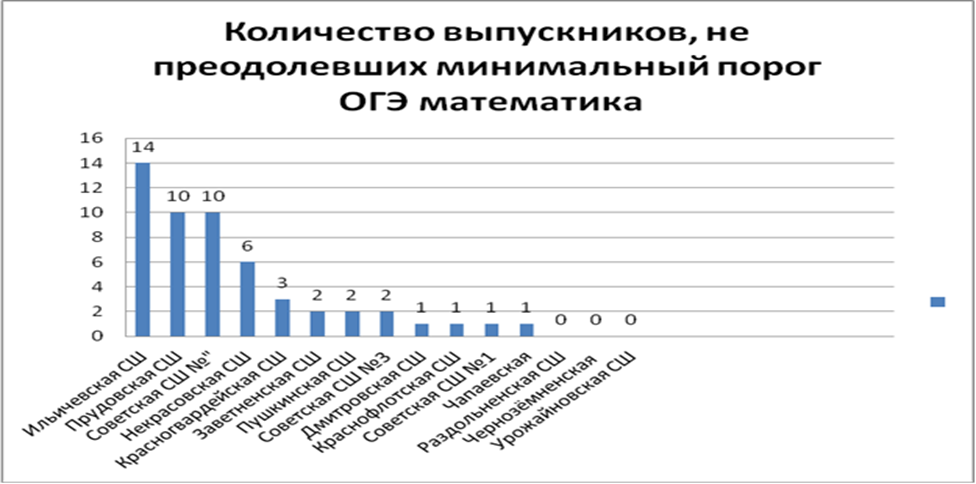 Количество выпускников, не
преодолевших минимальный порог
ОГЭ математика
16
14
12
10
8
6
4
2
0
14
10
10
6
3
2
2
2
1
1
1
1
0
0
0
Ильичевская СШ
Прудовская СШ
Советская СШ №"
Некрасовская СШ
Красногвардейская СШ
Заветненская СШ
Пушкинская СШ
Советская СШ №3
Дмитровская СШ
Краснофлотская СШ
Советская СШ №1
Чапаевская
Раздольненская СШ
Чернозёмненская
Урожайновская СШ